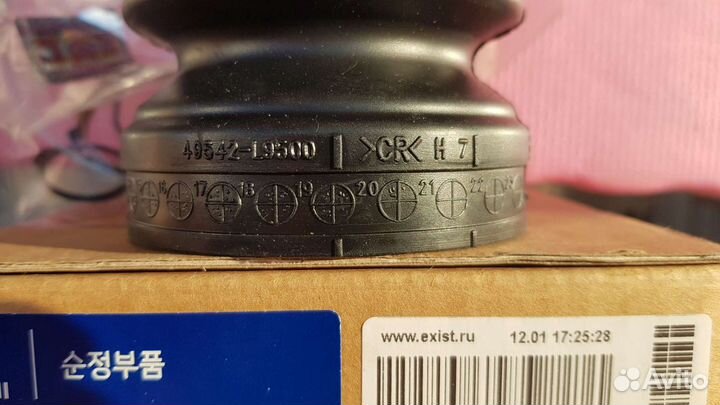 49542-L9500 >CR< H 7
16 17 18 19 20 21 22 23
순정부품
www.exist.ru 12.01 17:25:28
Avito